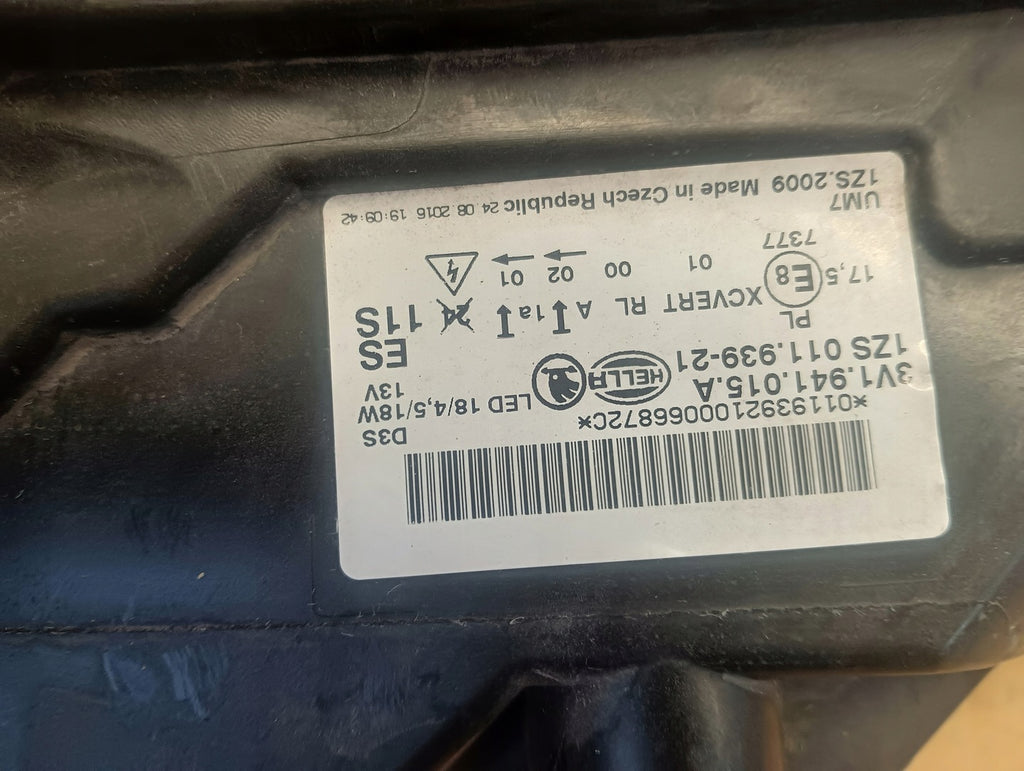 *0119392100066872C*
D3S
3V1.941.015.A
HELLA
LED 18/4,5/18W
13V
1ZS 011.939-21
ES
PL
XCVERT RL A 1a
24 11S
17,5 E8 01 00 02 01
7377
UM7
1ZS.2009 Made in Czech Republic 24.08.2016 19:09:42